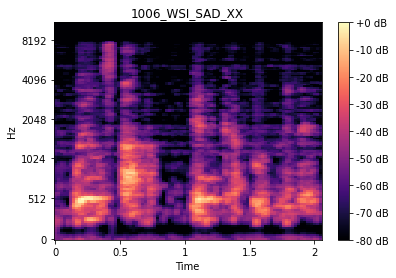 1006_WSI_SAD_XX
+0 dB
8192
-10 dB
4096
-20 dB
-30 dB
2048
Hz
-40 dB
1024
-50 dB
512
-60 dB
-70 dB
0
-80 dB
0
0.5
1
1.5
2
Time